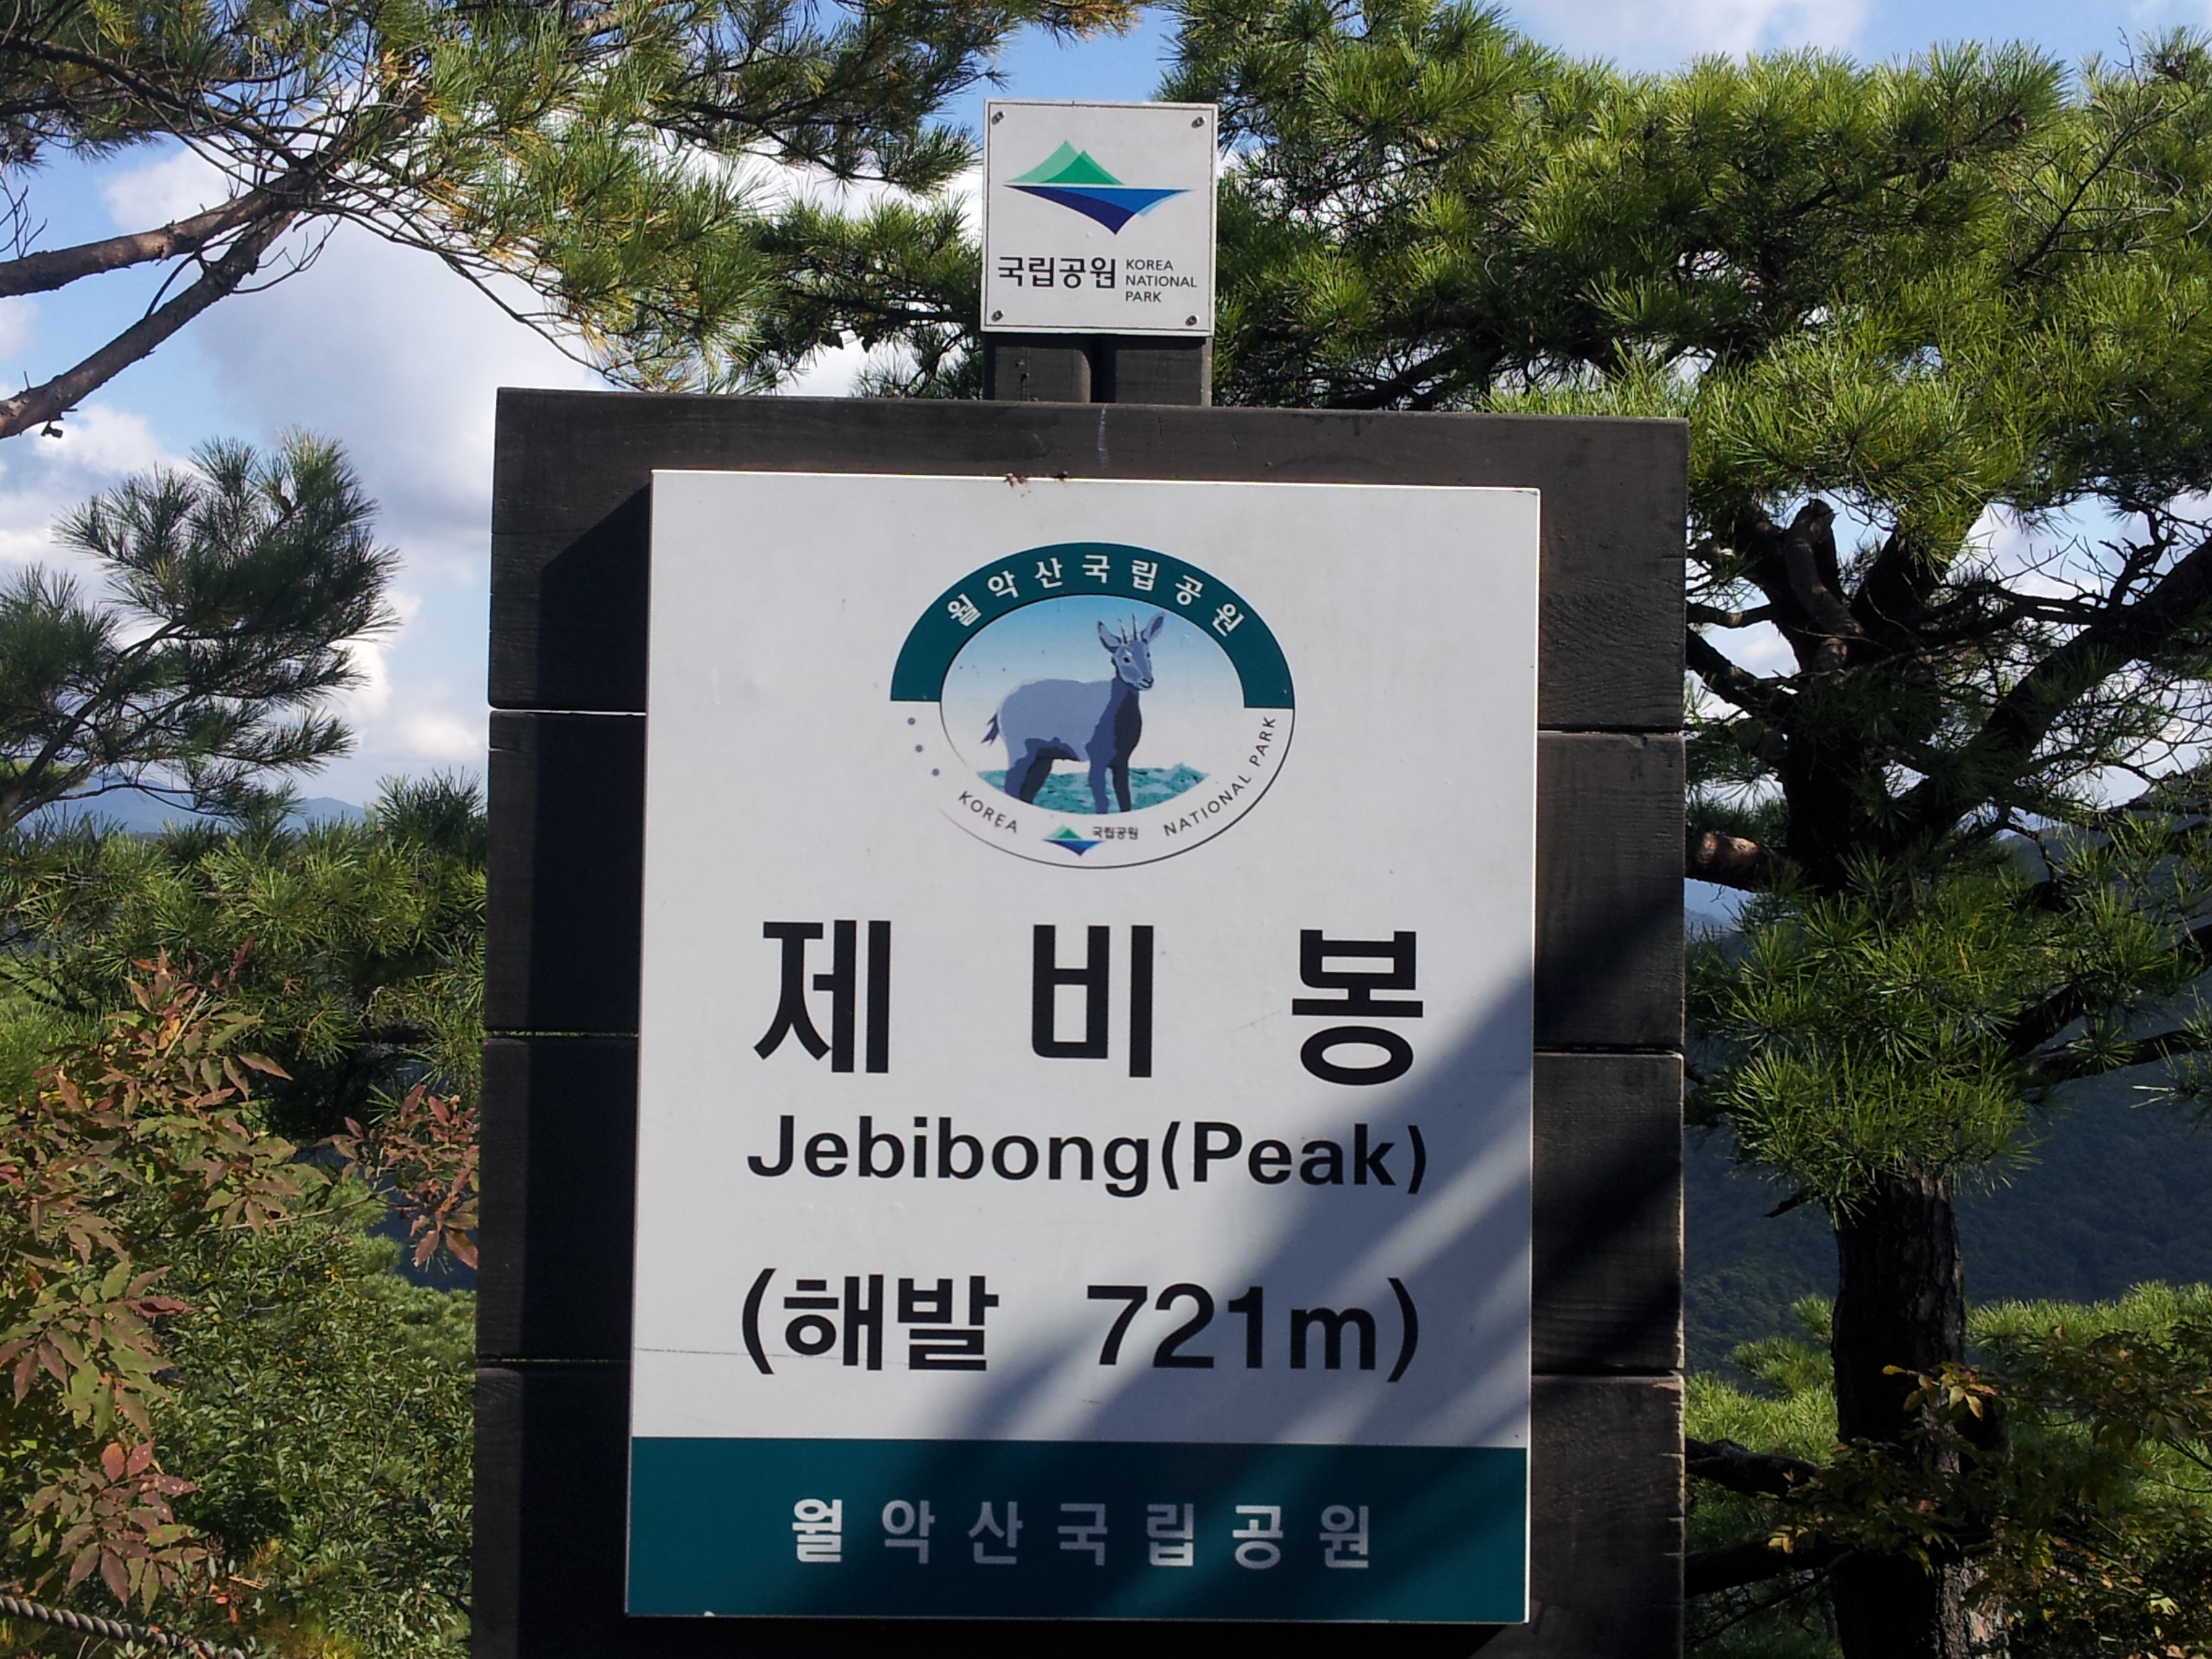 국립공원 KOREA
NATIONAL
PARK
월악산국립공원
KOREA 국립공원 NATIONAL PARK
제 비 봉
Jebibong(Peak)
(해발 721m)
월악산국립공원